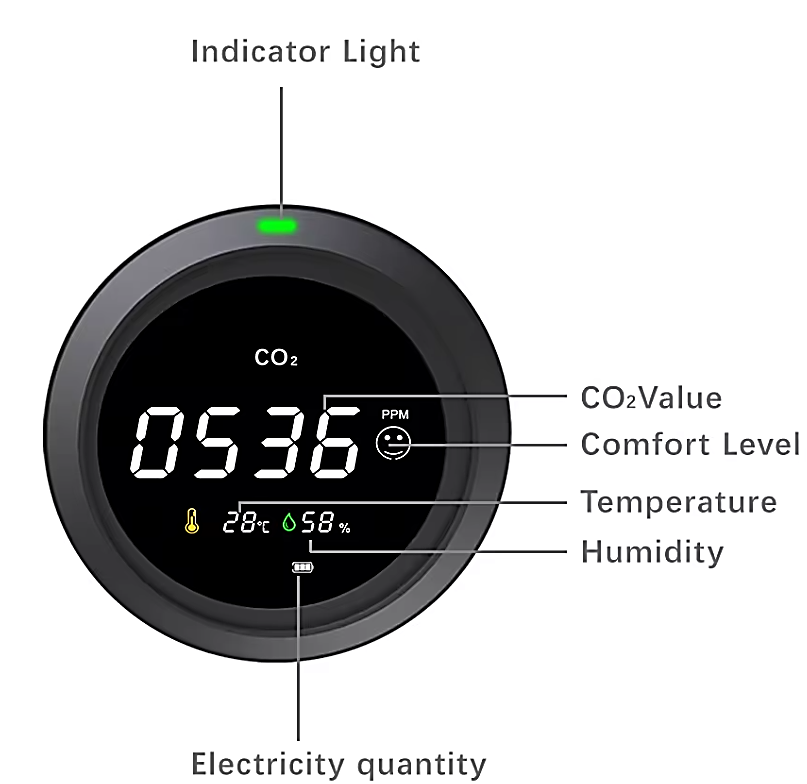 Indicator Light
CO₂
0536 PPM
CO₂Value
Comfort Level
28°C 58%
Temperature
Humidity
Electricity quantity